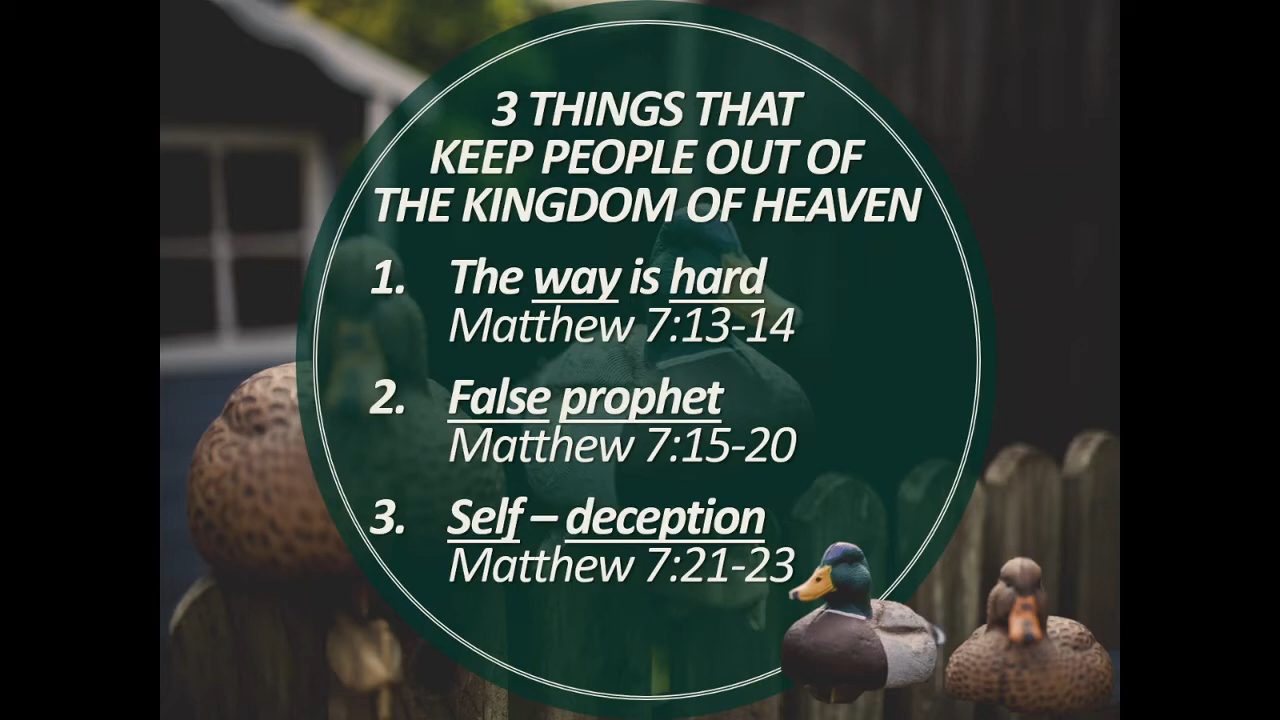 3 THINGS THAT
KEEP PEOPLE OUT OF
THE KINGDOM OF HEAVEN
1. The way is hard
Matthew 7:13-14
2. False prophet
Matthew 7:15-20
3. Self – deception
Matthew 7:21-23